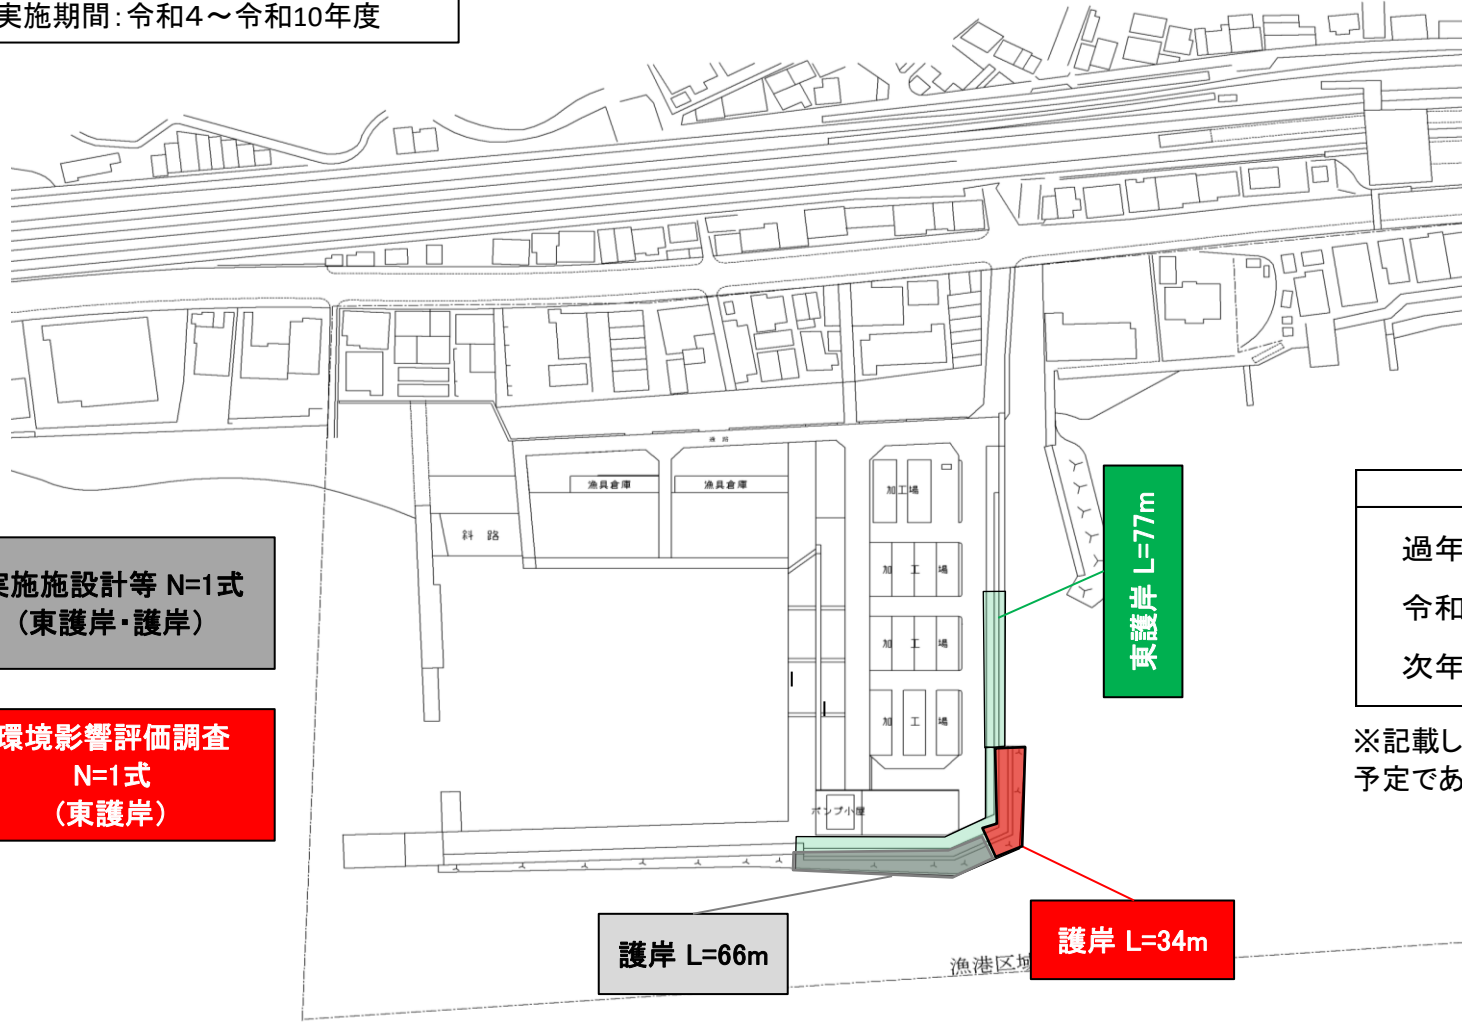 実施期間：令和４～令和10年度
通 路
漁具倉庫
漁具倉庫
加工場
斜 路
加 工 場
加 工 場
加 工 場
ポンプ小屋
東護岸 L=77m
実施施設計等 N=1式
（東護岸・護岸）
環境影響評価調査
N=1式
（東護岸）
過年
令和
次年
※記載し
予定であ
護岸 L=66m
護岸 L=34m
漁港区域